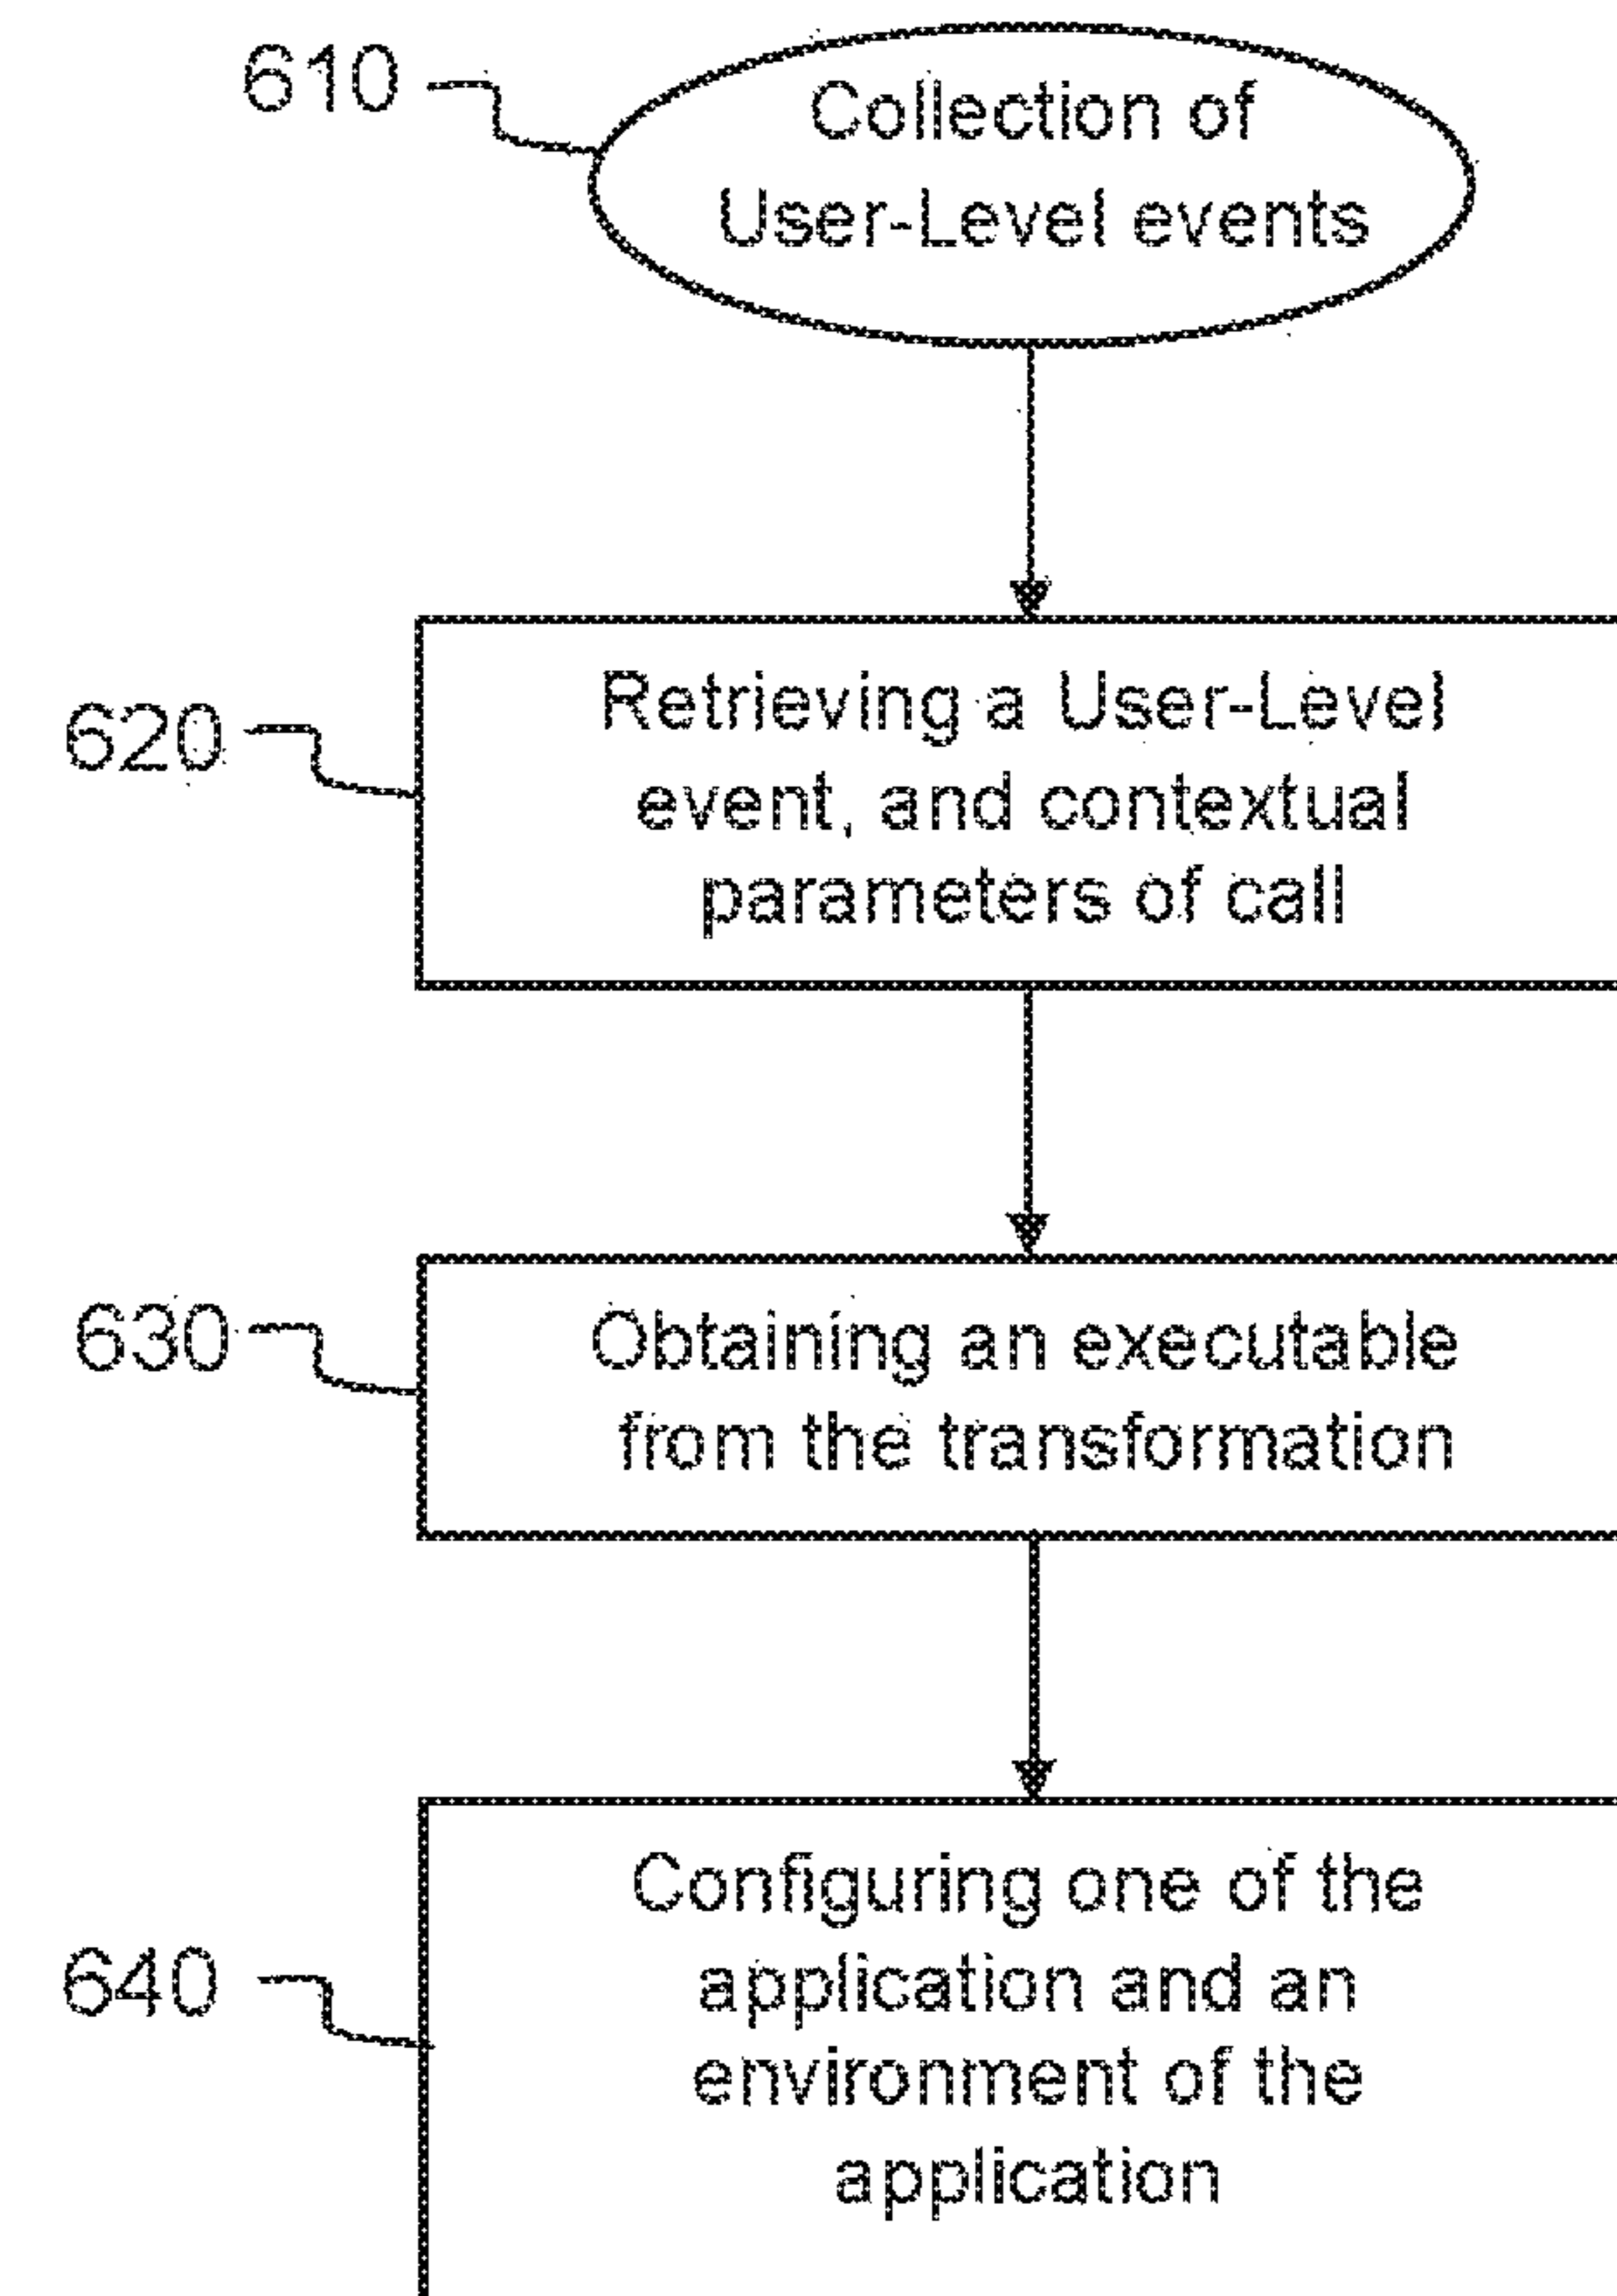 610
Collection of
User-Level events
620
Retrieving a User-Level
event, and contextual
parameters of call
630
Obtaining an executable
from the transformation
640
Configuring one of the
application and an
environment of the
application